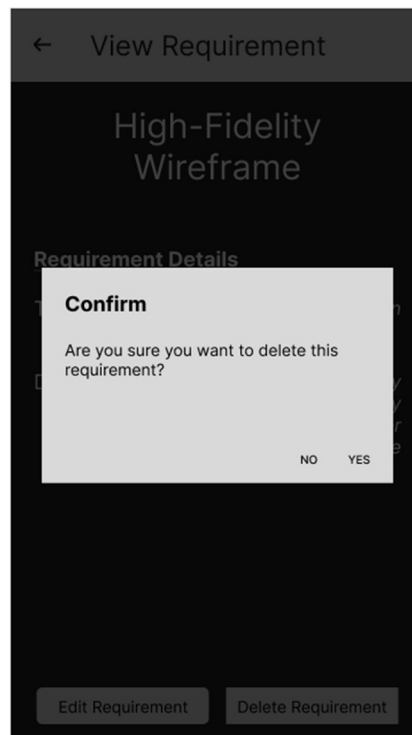 ← View Requirement
High-Fidelity
Wireframe
Requirement Details
T
n
Confirm
Are you sure you want to delete this
requirement?
D
y
y
r
e
NO YES
Edit Requirement Delete Requirement